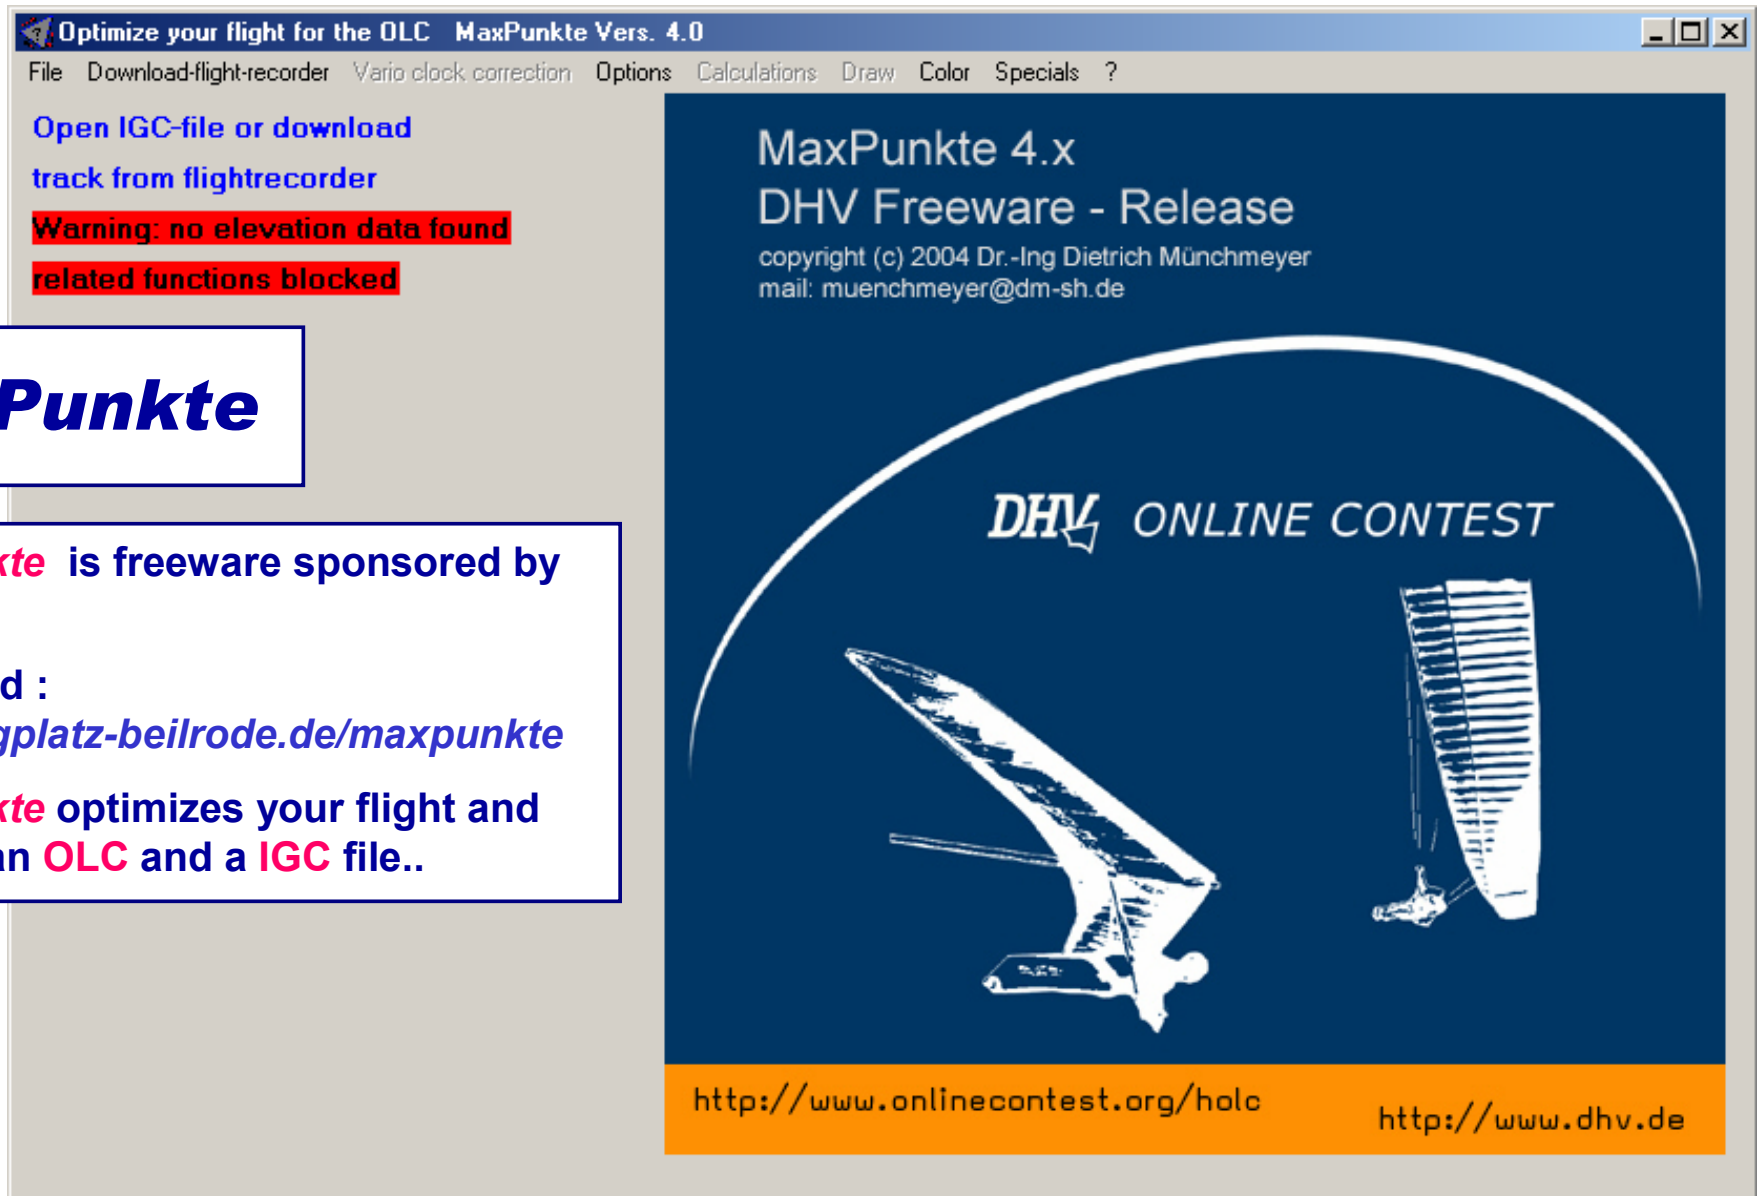 Optimize your flight for the OLC MaxPunkte Vers. 4.0
File Download-flight-recorder Vario clock correction Options Calculations Draw Color Specials ?
Open IGC-file or download
track from flightrecorder
Warning: no elevation data found
related functions blocked
MaxPunkte 4.x
DHV Freeware - Release
copyright (c) 2004 Dr.-Ing Dietrich Münchmeyer
mail: muenchmeyer@dm-sh.de
Punkte
kte is freeware sponsored by
d :
gplatz-beilrode.de/maxpunkte
kte optimizes your flight and
an OLC and a IGC file..
DHV ONLINE CONTEST
http://www.onlinecontest.org/holc
http://www.dhv.de